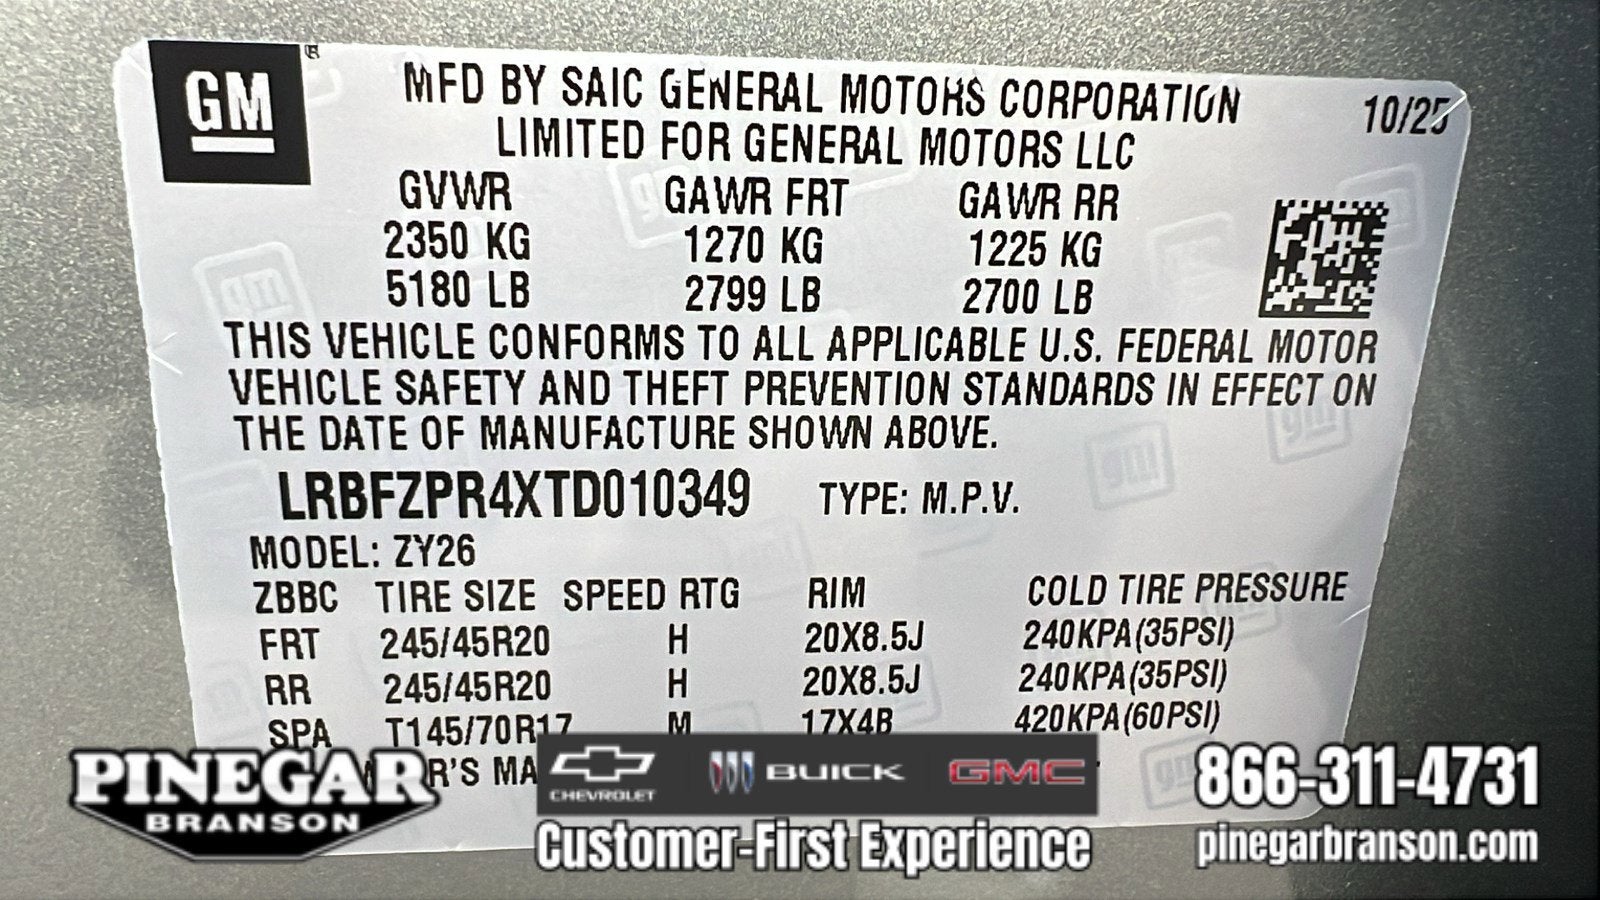 GM ®
MFD BY SAIC GENERAL MOTORS CORPORATION
10/25
LIMITED FOR GENERAL MOTORS LLC
GVWR GAWR FRT GAWR RR
2350 KG 1270 KG 1225 KG
5180 LB 2799 LB 2700 LB
THIS VEHICLE CONFORMS TO ALL APPLICABLE U.S. FEDERAL MOTOR
VEHICLE SAFETY AND THEFT PREVENTION STANDARDS IN EFFECT ON
THE DATE OF MANUFACTURE SHOWN ABOVE.
LRBFZPR4XTD010349 TYPE: M.P.V.
MODEL: ZY26
ZBBC TIRE SIZE SPEED RTG RIM COLD TIRE PRESSURE
FRT 245/45R20 H 20X8.5J 240KPA(35PSI)
RR 245/45R20 H 20X8.5J 240KPA(35PSI)
SPA T145/70R17 M 17X4B 420KPA(60PSI)
PINEGAR
BRANSON
CHEVROLET
BUICK
GMC
Customer-First Experience
866-311-4731
pinegarbranson.com